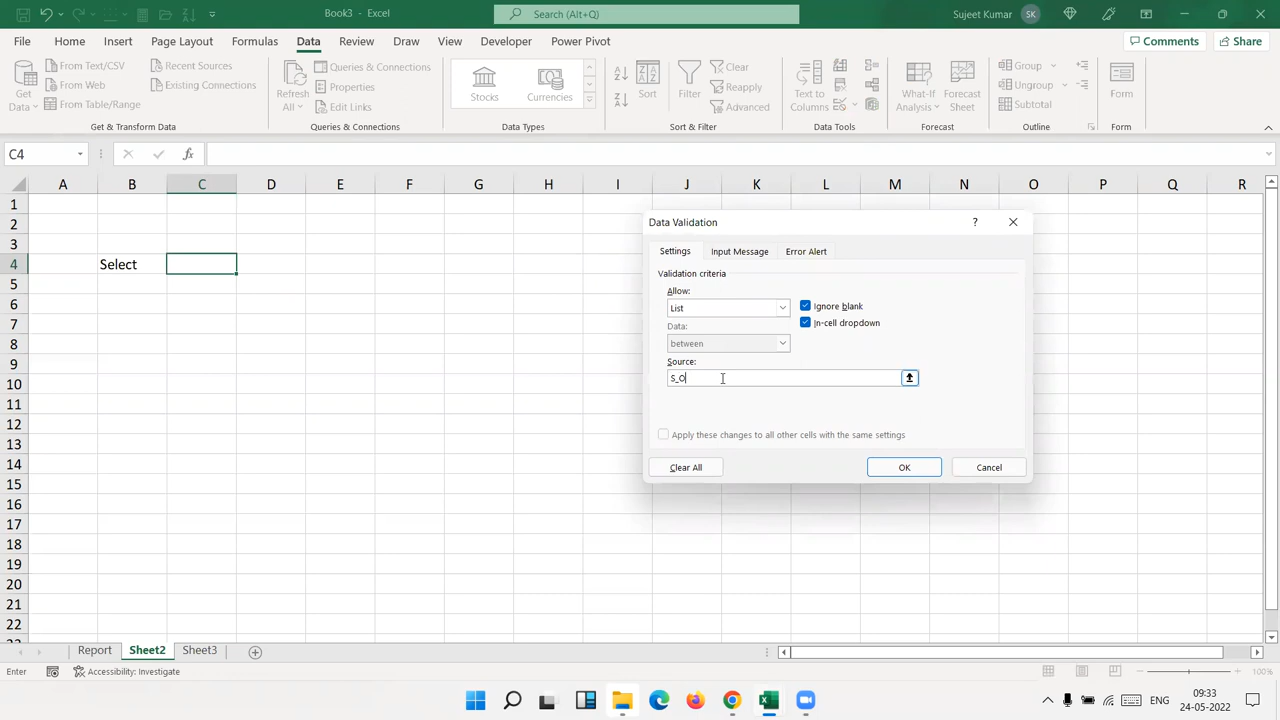 Book3 - Excel
Search (Alt+Q)
Sujeet Kumar
SK
File Home Insert Page Layout Formulas Data Review Draw View Developer Power Pivot
Comments
Share
Get Data
From Text/CSV
From Web
From Table/Range
Recent Sources
Existing Connections
Get & Transform Data
Refresh All
Queries & Connections
Properties
Edit Links
Queries & Connections
Stocks
Currencies
Data Types
Sort
Filter
Clear
Reapply
Advanced
Sort & Filter
Text to Columns
Data Tools
What-If Analysis
Forecast Sheet
Forecast
Group
Ungroup
Subtotal
Outline
Form
Form
C4
fx
A B C D E F G H I J K L M N O P Q R
1
2
3
4 Select
5
6
7
8
9
10
11
12
13
14
15
16
17
18
19
20
21
22
23
Data Validation
?
Settings Input Message Error Alert
Validation criteria
Allow:
List
Ignore blank
In-cell dropdown
Data:
between
Source:
S_O
Apply these changes to all other cells with the same settings
Clear All
OK
Cancel
Report Sheet2 Sheet3
Enter
Accessibility: Investigate
100%
ENG
09:33
24-05-2022